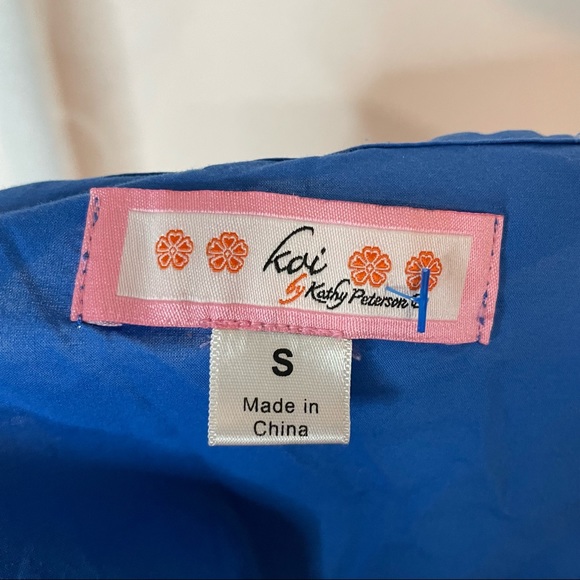 koi
by Kathy Peterson
S
Made in
China